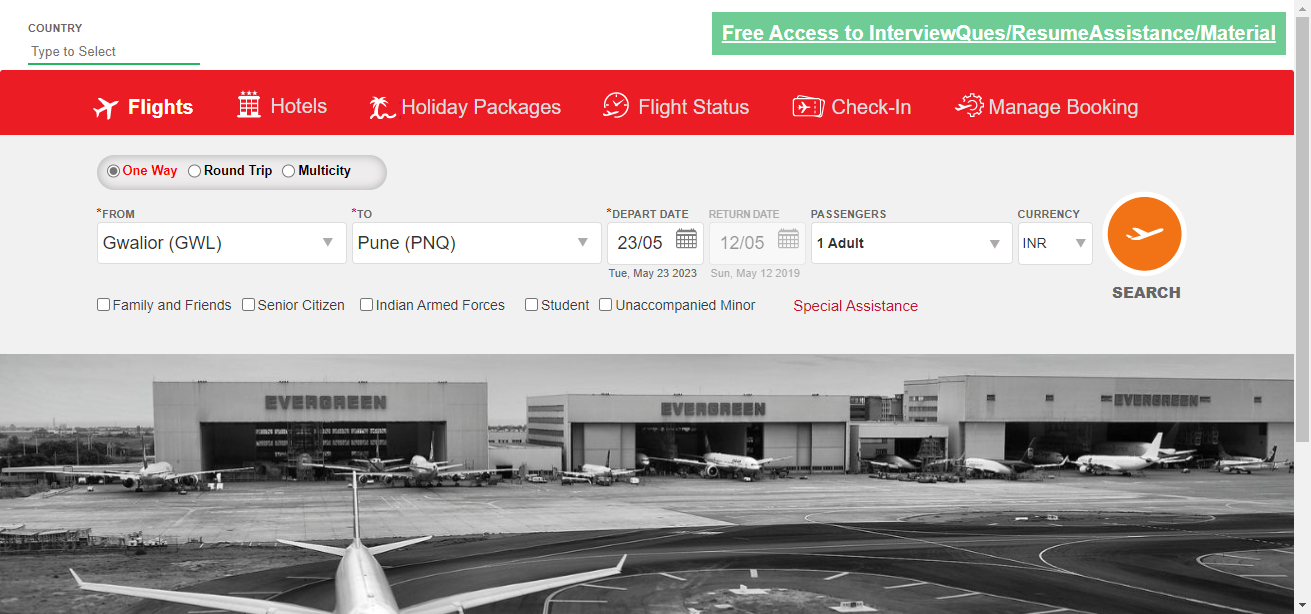 COUNTRY
Type to Select
Free Access to InterviewQues/ResumeAssistance/Material
Flights
Hotels
Holiday Packages
Flight Status
Check-In
Manage Booking
One Way
Round Trip
Multicity
*FROM
*TO
*DEPART DATE
RETURN DATE
PASSENGERS
CURRENCY
Gwalior (GWL)
Pune (PNQ)
23/05
12/05
1 Adult
INR
Tue, May 23 2023
Sun, May 12 2019
SEARCH
Family and Friends
Senior Citizen
Indian Armed Forces
Student
Unaccompanied Minor
Special Assistance
EVERGREEN
EVERGREEN
EVERGREEN